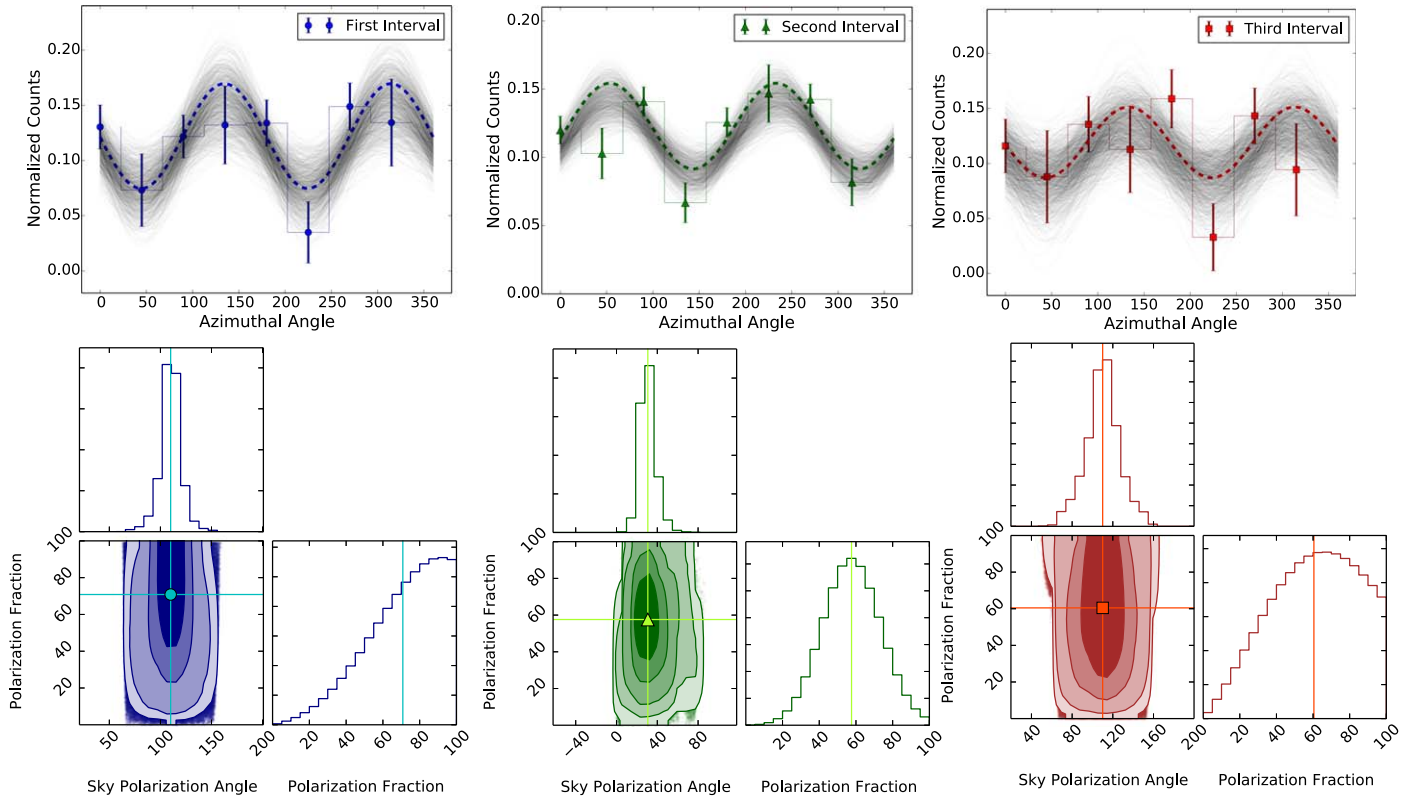 First Interval
Normalized Counts
0.20
0.15
0.10
0.05
0.00
0 50 100 150 200 250 300 350
Azimuthal Angle
Second Interval
Normalized Counts
0.20
0.15
0.10
0.05
0.00
0 50 100 150 200 250 300 350
Azimuthal Angle
Third Interval
Normalized Counts
0.20
0.15
0.10
0.05
0.00
0 50 100 150 200 250 300 350
Azimuthal Angle
Polarization Fraction
100
80
60
40
20
50 100 150 200
Sky Polarization Angle
0 20 40 60 80 100
Polarization Fraction
Polarization Fraction
100
80
60
40
20
−40 0 40 80
Sky Polarization Angle
0 20 40 60 80 100
Polarization Fraction
Polarization Fraction
100
80
60
40
20
40 80 120 160 200
Sky Polarization Angle
0 20 40 60 80 100
Polarization Fraction